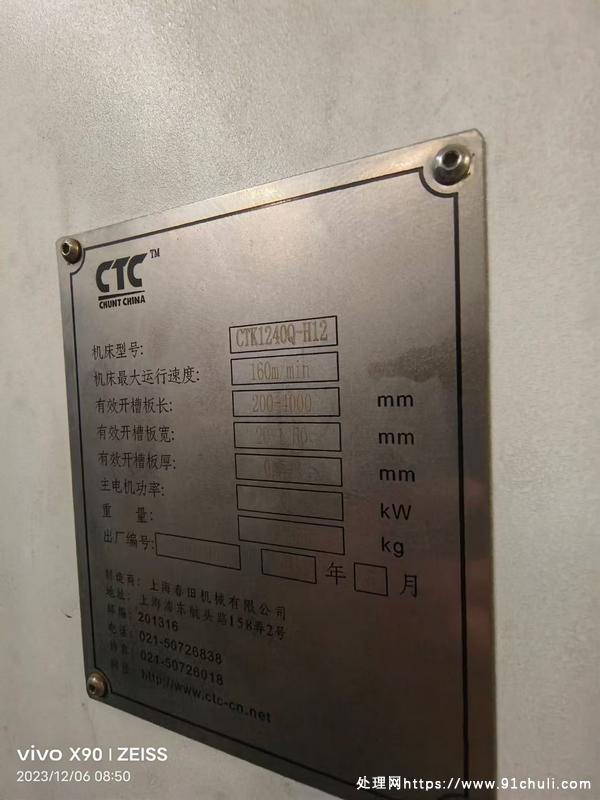 CTC™
CHUNT CHINA
机床型号: CTK1240Q-H12
机床最大运行速度: 160m/min
有效开槽板长: 200-4000 mm
有效开槽板宽: mm
有效开槽板厚: mm
主电机功率: kW
重 量: kg
出厂编号: 年 月
制造商: 上海春田机械有限公司
地址: 上海浦东航头路158弄2号
邮编: 201316
电话: 021-50726838
传真: 021-50726018
网址: http://www.ctc-cn.net
vivo X90 | ZEISS
2023/12/06 08:50
处理网https://www.91chuli.com